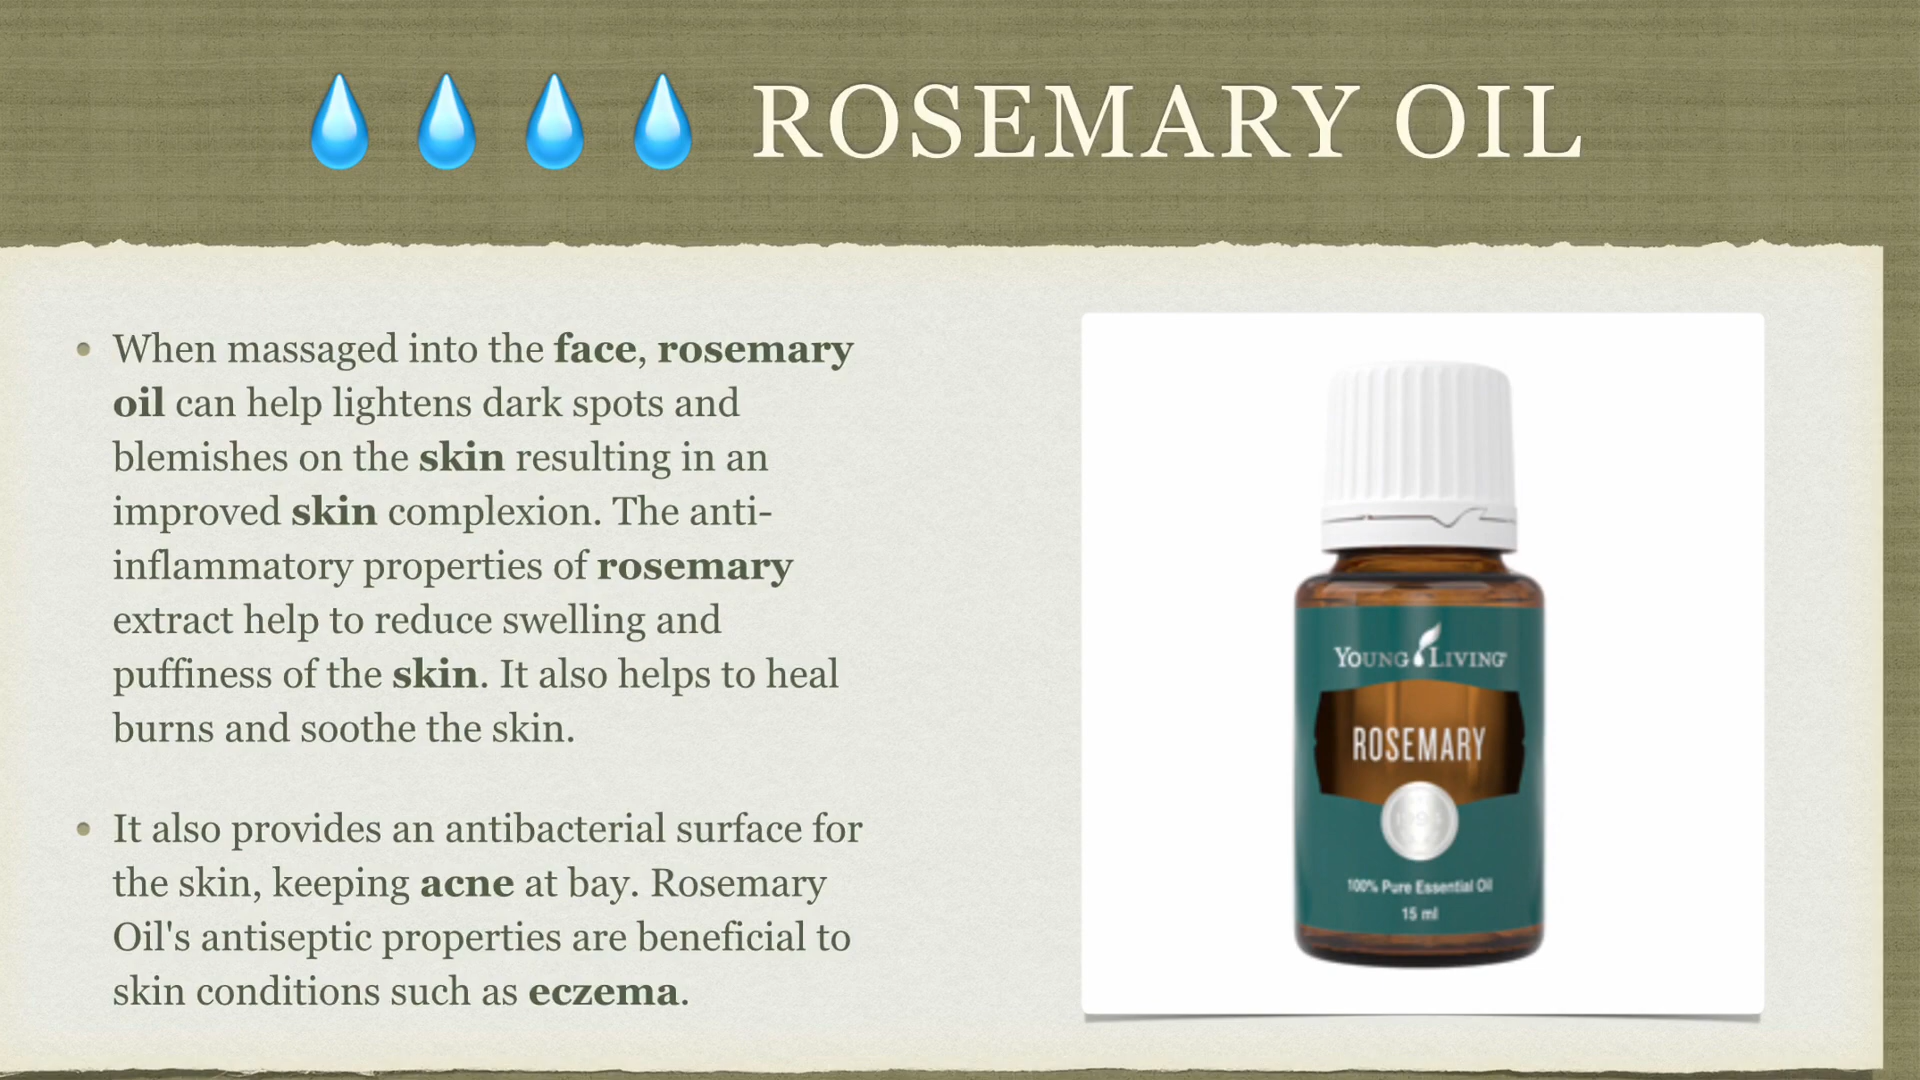 💧 💧 💧 💧 ROSEMARY OIL
• When massaged into the face, rosemary
oil can help lightens dark spots and
blemishes on the skin resulting in an
improved skin complexion. The anti-
inflammatory properties of rosemary
extract help to reduce swelling and
puffiness of the skin. It also helps to heal
burns and soothe the skin.
• It also provides an antibacterial surface for
the skin, keeping acne at bay. Rosemary
Oil's antiseptic properties are beneficial to
skin conditions such as eczema.
YOUNG LIVING
ROSEMARY
100% Pure Essential Oil
15 ml